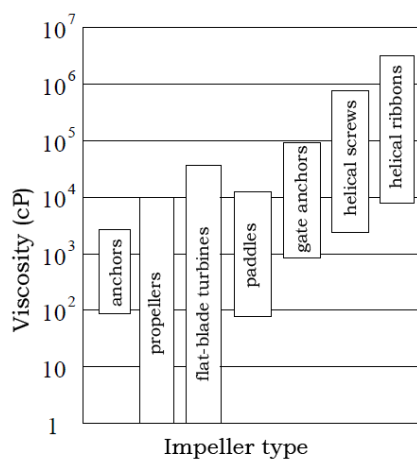 10^7
10^6
10^5
10^4
10^3
10^2
10
1
Viscosity (cP)
anchors
propellers
flat-blade turbines
paddles
gate anchors
helical screws
helical ribbons
Impeller type